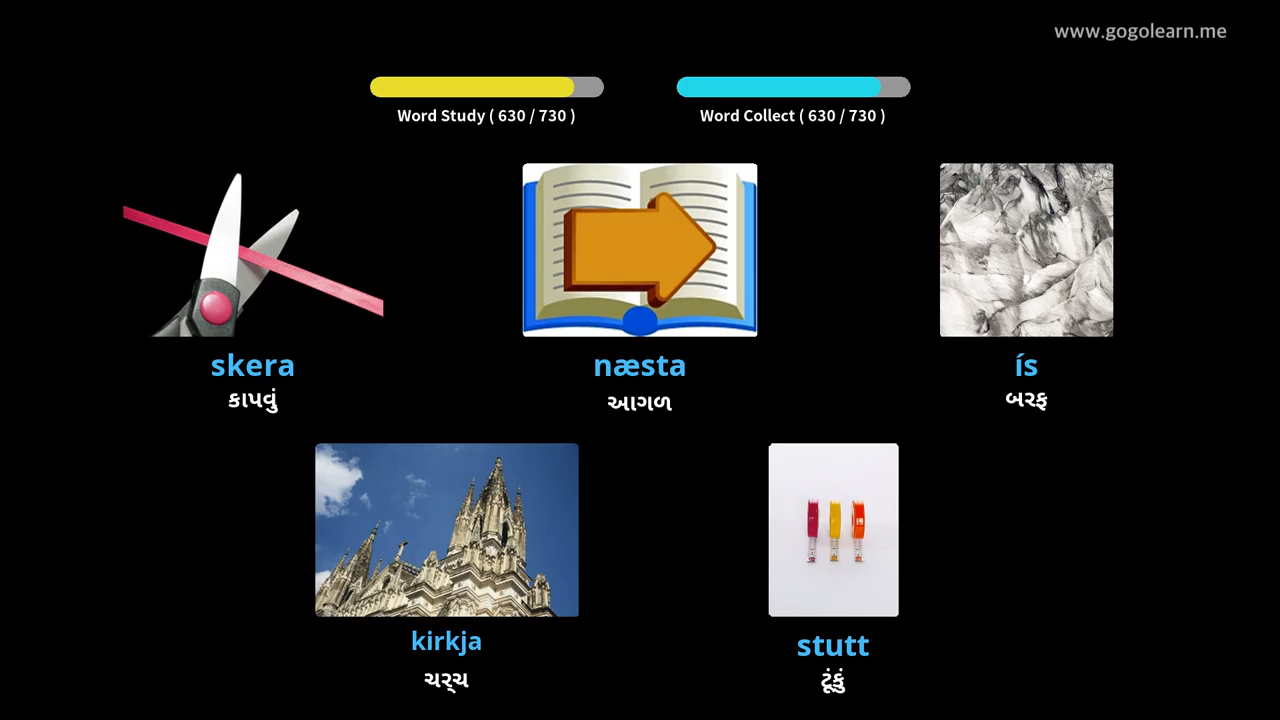 www.gogolearn.me
Word Study ( 630 / 730 )
Word Collect ( 630 / 730 )
skera
કાપવું
næsta
આગળ
ís
બરફ
kirkja
ચર્ચ
stutt
ટૂંકું